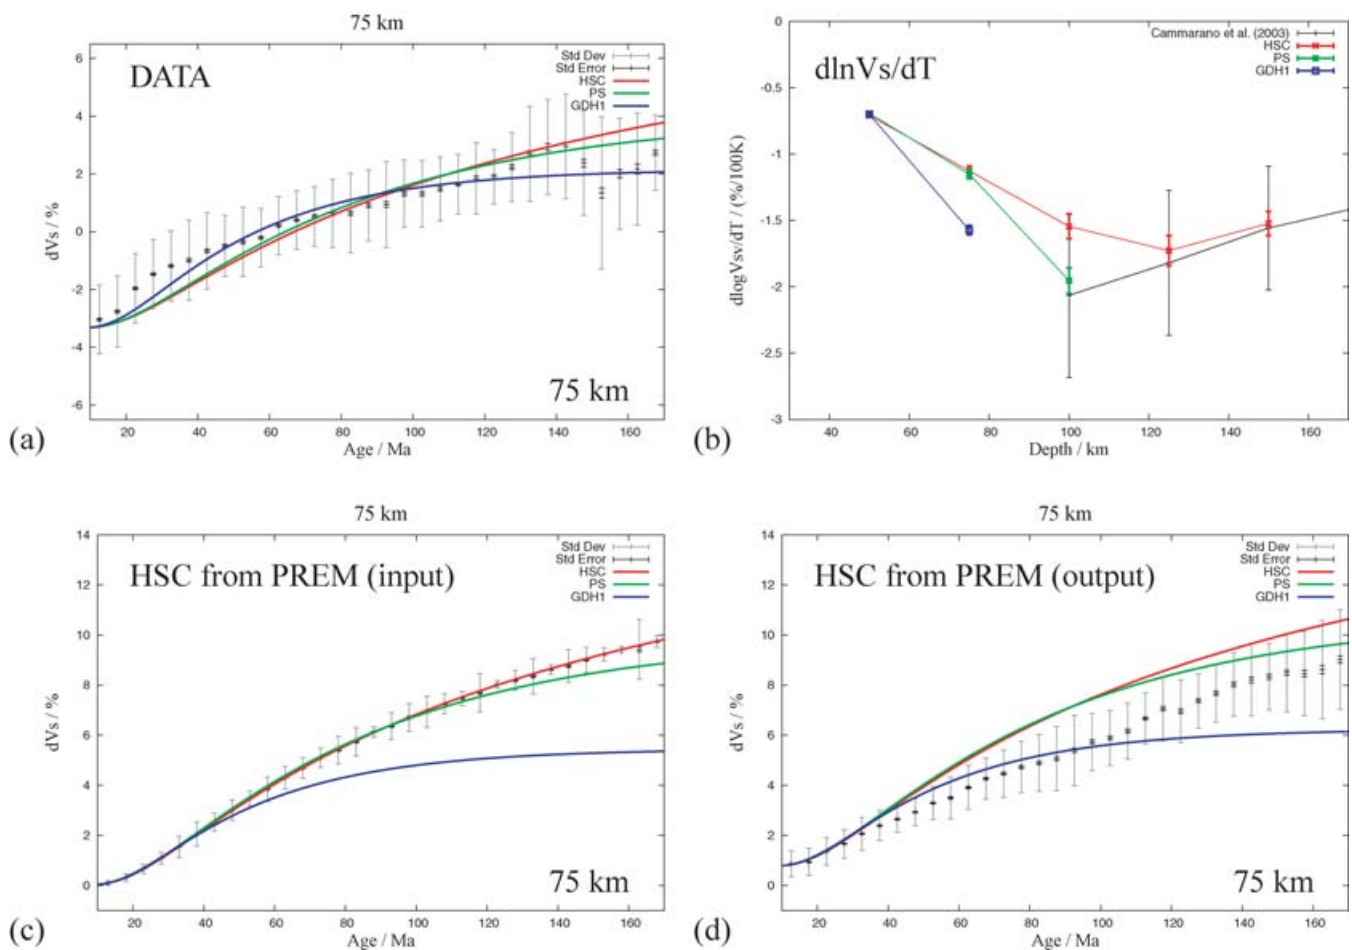 75 km
DATA
Std Dev
Std Error
HSC
PS
GDH1
6
4
2
0
-2
-4
-6
dVs / %
75 km
20 40 60 80 100 120 140 160
Age / Ma
(a)
0
-0.5
-1
-1.5
-2
-2.5
-3
dlogVsv/dT / (%/100K)
dlnVs/dT
Cammarano et al. (2003)
HSC
PS
GDH1
40 60 80 100 120 140 160
Depth / km
(b)
75 km
HSC from PREM (input)
Std Dev
Std Error
HSC
PS
GDH1
14
12
10
8
6
4
2
0
dVs / %
75 km
20 40 60 80 100 120 140 160
Age / Ma
(c)
75 km
HSC from PREM (output)
Std Dev
Std Error
HSC
PS
GDH1
14
12
10
8
6
4
2
0
dVs / %
75 km
20 40 60 80 100 120 140 160
Age / Ma
(d)